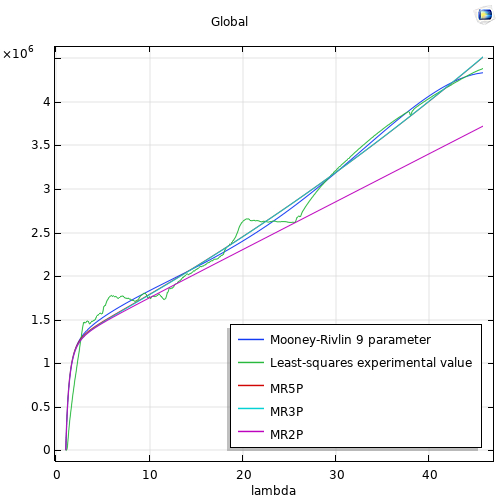 Global
×10⁶
4
3.5
3
2.5
2
1.5
1
0.5
0
Mooney-Rivlin 9 parameter
Least-squares experimental value
MR5P
MR3P
MR2P
0 10 20 30 40
lambda